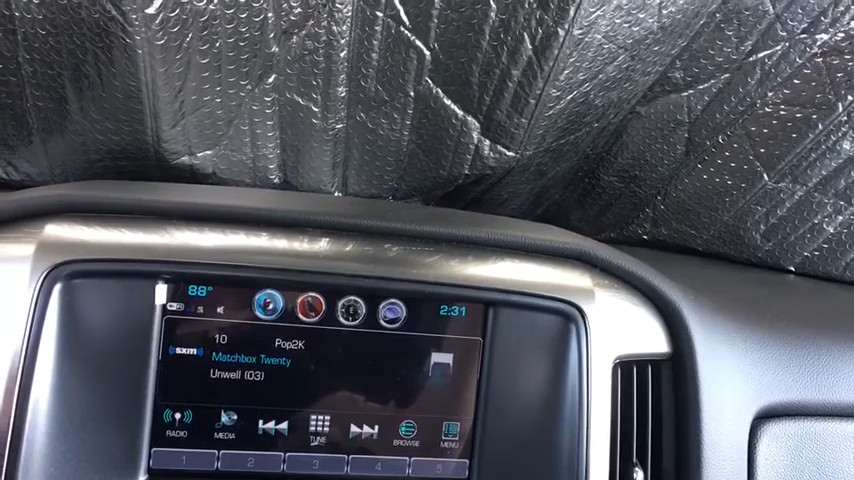 88°
2:31
10
Pop2K
((sxm))
Matchbox Twenty
Unwell (03)
RADIO
MEDIA
TUNE
BROWSE
MENU
1 2 3 4 5